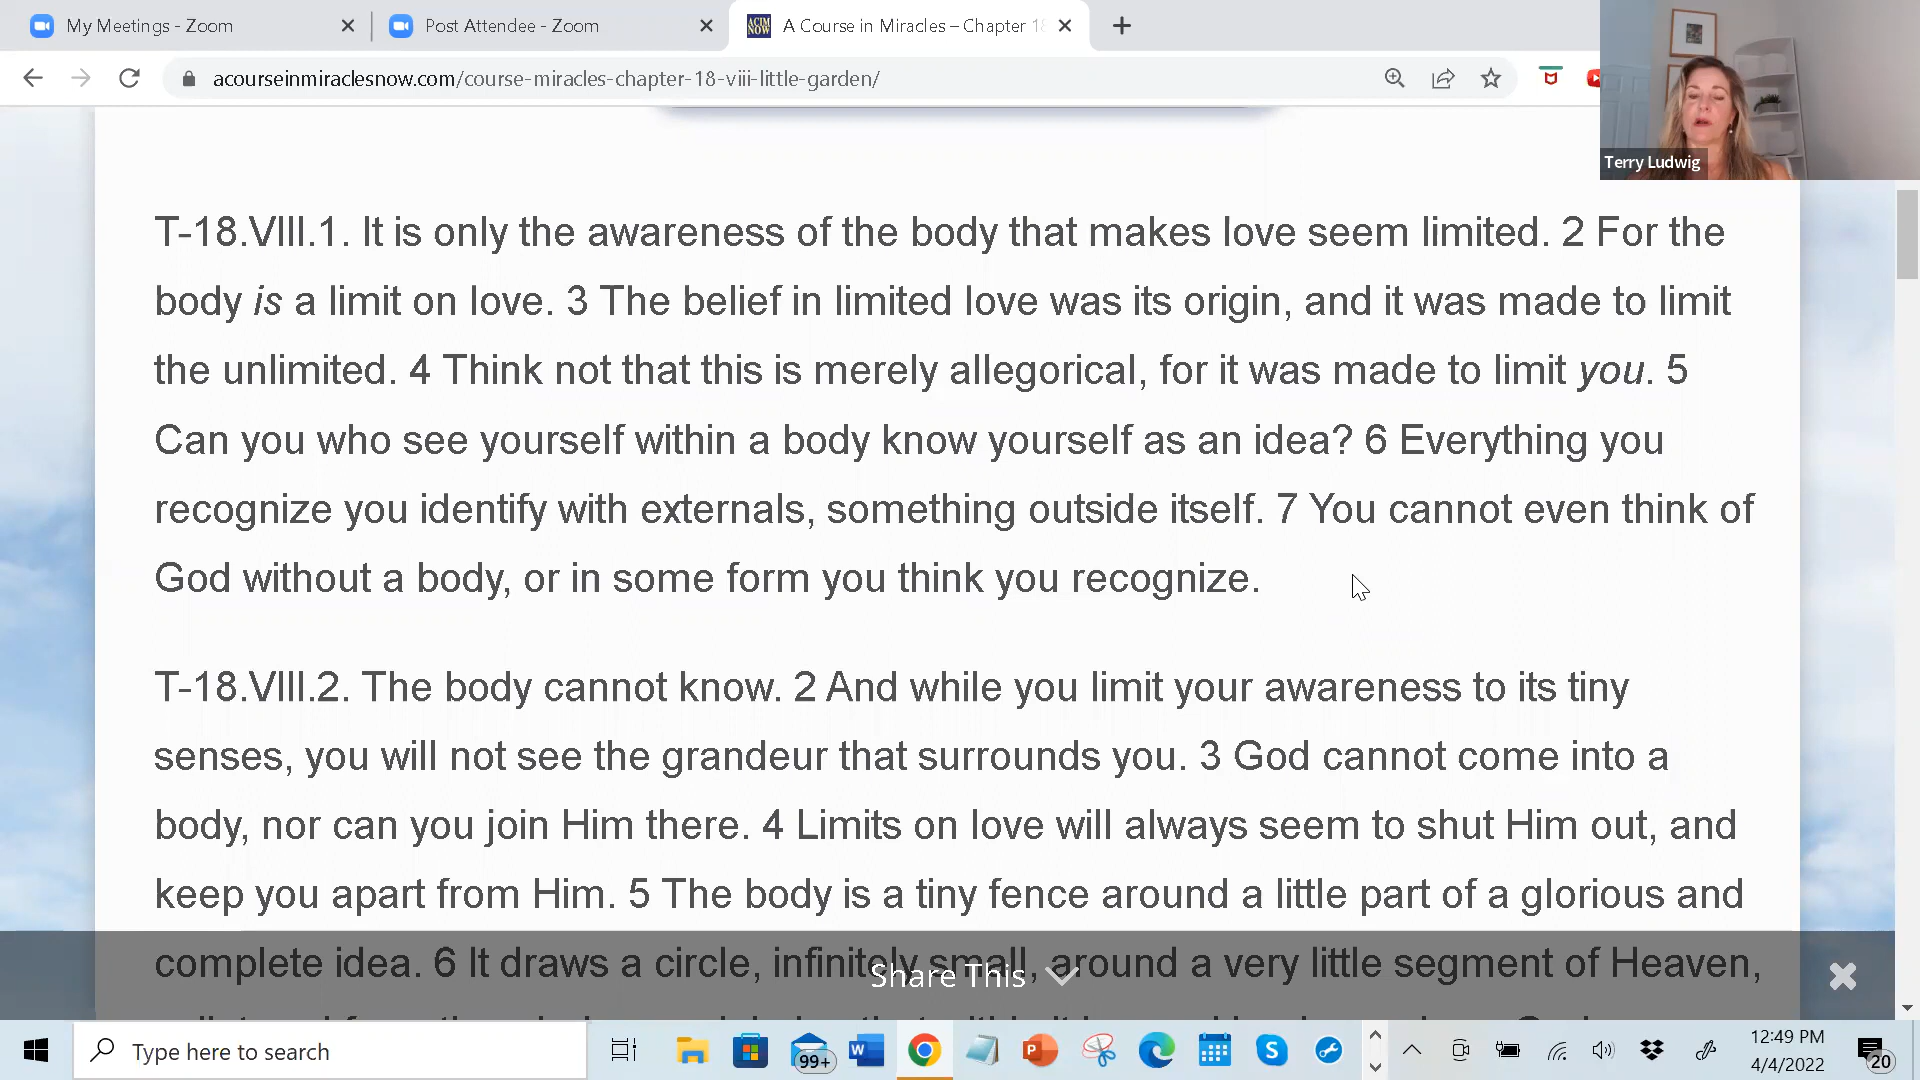 My Meetings - Zoom
Post Attendee - Zoom
ACIM NOW
A Course in Miracles – Chapter 18
acourseinmiraclesnow.com/course-miracles-chapter-18-viii-little-garden/
Terry Ludwig
T-18.VIII.1. It is only the awareness of the body that makes love seem limited. 2 For the
body is a limit on love. 3 The belief in limited love was its origin, and it was made to limit
the unlimited. 4 Think not that this is merely allegorical, for it was made to limit you. 5
Can you who see yourself within a body know yourself as an idea? 6 Everything you
recognize you identify with externals, something outside itself. 7 You cannot even think of
God without a body, or in some form you think you recognize.
T-18.VIII.2. The body cannot know. 2 And while you limit your awareness to its tiny
senses, you will not see the grandeur that surrounds you. 3 God cannot come into a
body, nor can you join Him there. 4 Limits on love will always seem to shut Him out, and
keep you apart from Him. 5 The body is a tiny fence around a little part of a glorious and
complete idea. 6 It draws a circle, infinitely small, around a very little segment of Heaven,
Share This
Type here to search
99+
12:49 PM
4/4/2022
20